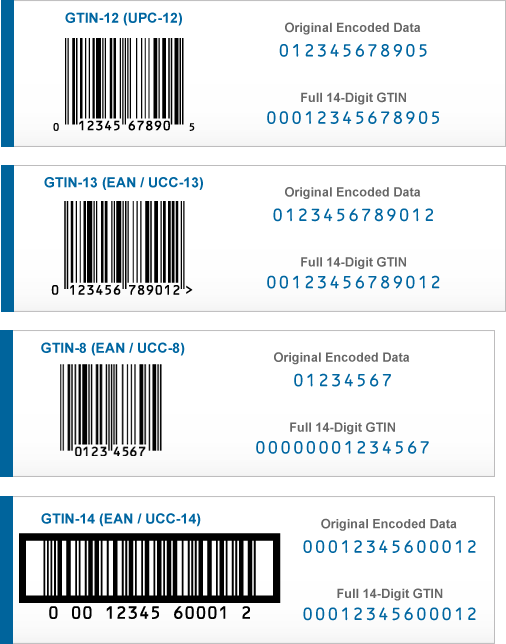 GTIN-12 (UPC-12)
Original Encoded Data
012345678905
Full 14-Digit GTIN
00012345678905
0 12345 67890 5
GTIN-13 (EAN / UCC-13)
Original Encoded Data
0123456789012
Full 14-Digit GTIN
00123456789012
0 123456 789012 >
GTIN-8 (EAN / UCC-8)
Original Encoded Data
01234567
Full 14-Digit GTIN
00000001234567
0123 4567
GTIN-14 (EAN / UCC-14)
Original Encoded Data
00012345600012
Full 14-Digit GTIN
00012345600012
0 00 12345 60001 2